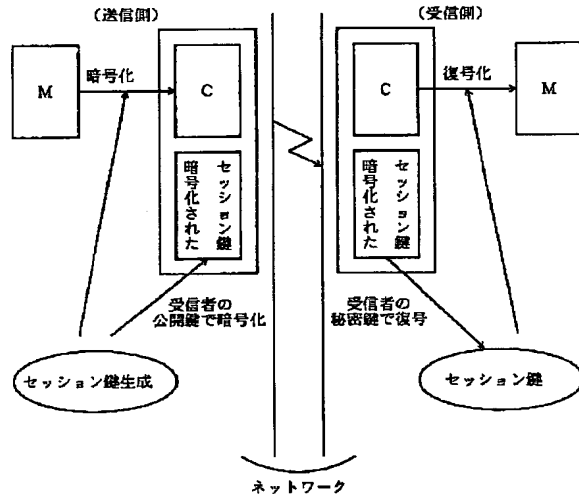 (送信側)
(受信側)
M
暗号化
C
C
復号化
M
暗号化された
セッション鍵
暗号化された
セッション鍵
受信者の
公開鍵で暗号化
受信者の
秘密鍵で復号
セッション鍵生成
セッション鍵
ネットワーク